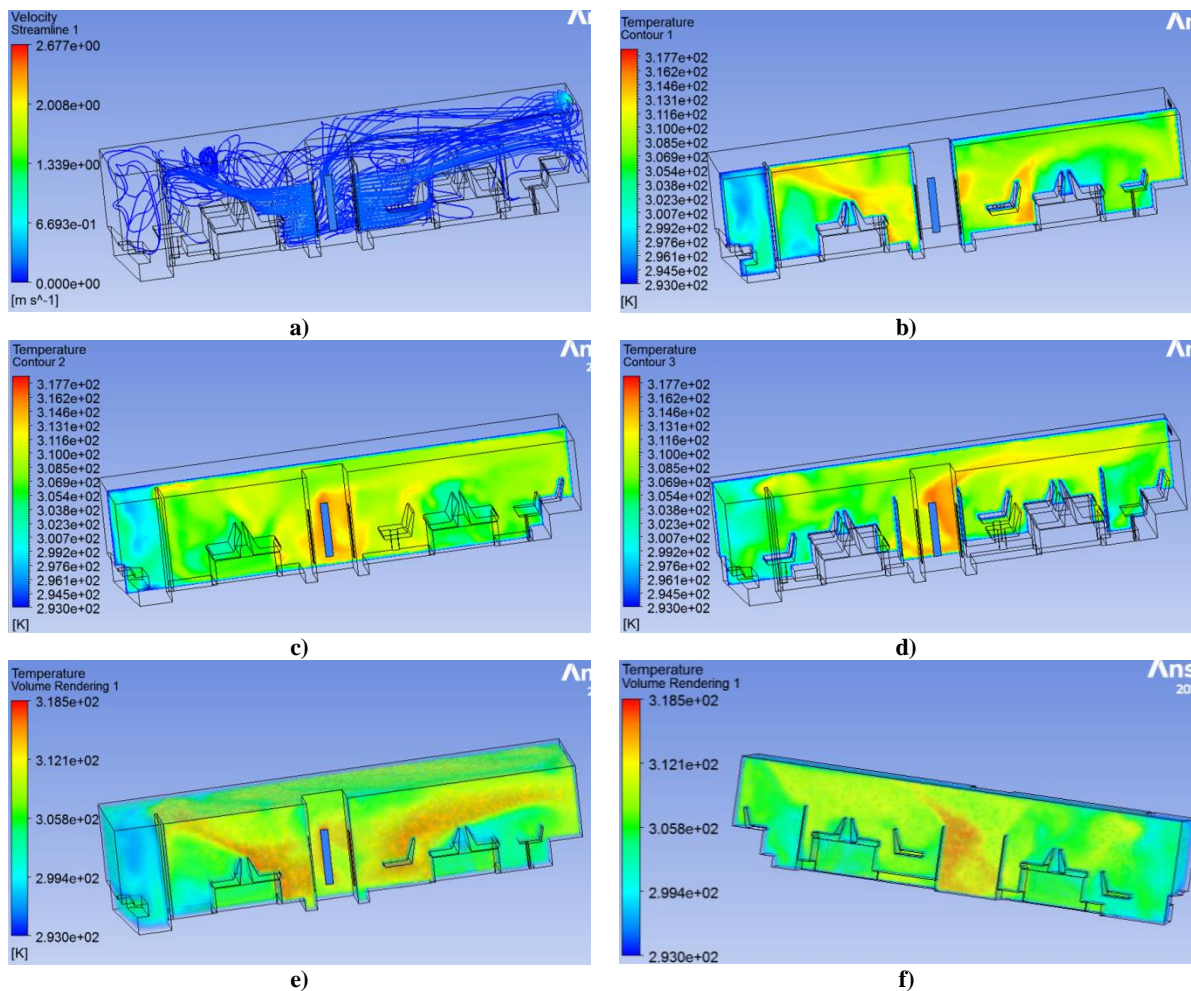 Velocity
Streamline 1
2.677e+00
2.008e+00
1.339e+00
6.693e-01
0.000e+00
[m s^-1]
a)
Temperature
Contour 1
3.177e+02
3.162e+02
3.146e+02
3.131e+02
3.116e+02
3.100e+02
3.085e+02
3.069e+02
3.054e+02
3.038e+02
3.023e+02
3.007e+02
2.992e+02
2.976e+02
2.961e+02
2.945e+02
2.930e+02
[K]
Ans
b)
Temperature
Contour 2
3.177e+02
3.162e+02
3.146e+02
3.131e+02
3.116e+02
3.100e+02
3.085e+02
3.069e+02
3.054e+02
3.038e+02
3.023e+02
3.007e+02
2.992e+02
2.976e+02
2.961e+02
2.945e+02
2.930e+02
[K]
An
2
c)
Temperature
Contour 3
3.177e+02
3.162e+02
3.146e+02
3.131e+02
3.116e+02
3.100e+02
3.085e+02
3.069e+02
3.054e+02
3.038e+02
3.023e+02
3.007e+02
2.992e+02
2.976e+02
2.961e+02
2.945e+02
2.930e+02
[K]
An
d)
Temperature
Volume Rendering 1
3.185e+02
3.121e+02
3.058e+02
2.994e+02
2.930e+02
[K]
An
2
e)
Temperature
Volume Rendering 1
3.185e+02
3.121e+02
3.058e+02
2.994e+02
2.930e+02
Ans
20
f)